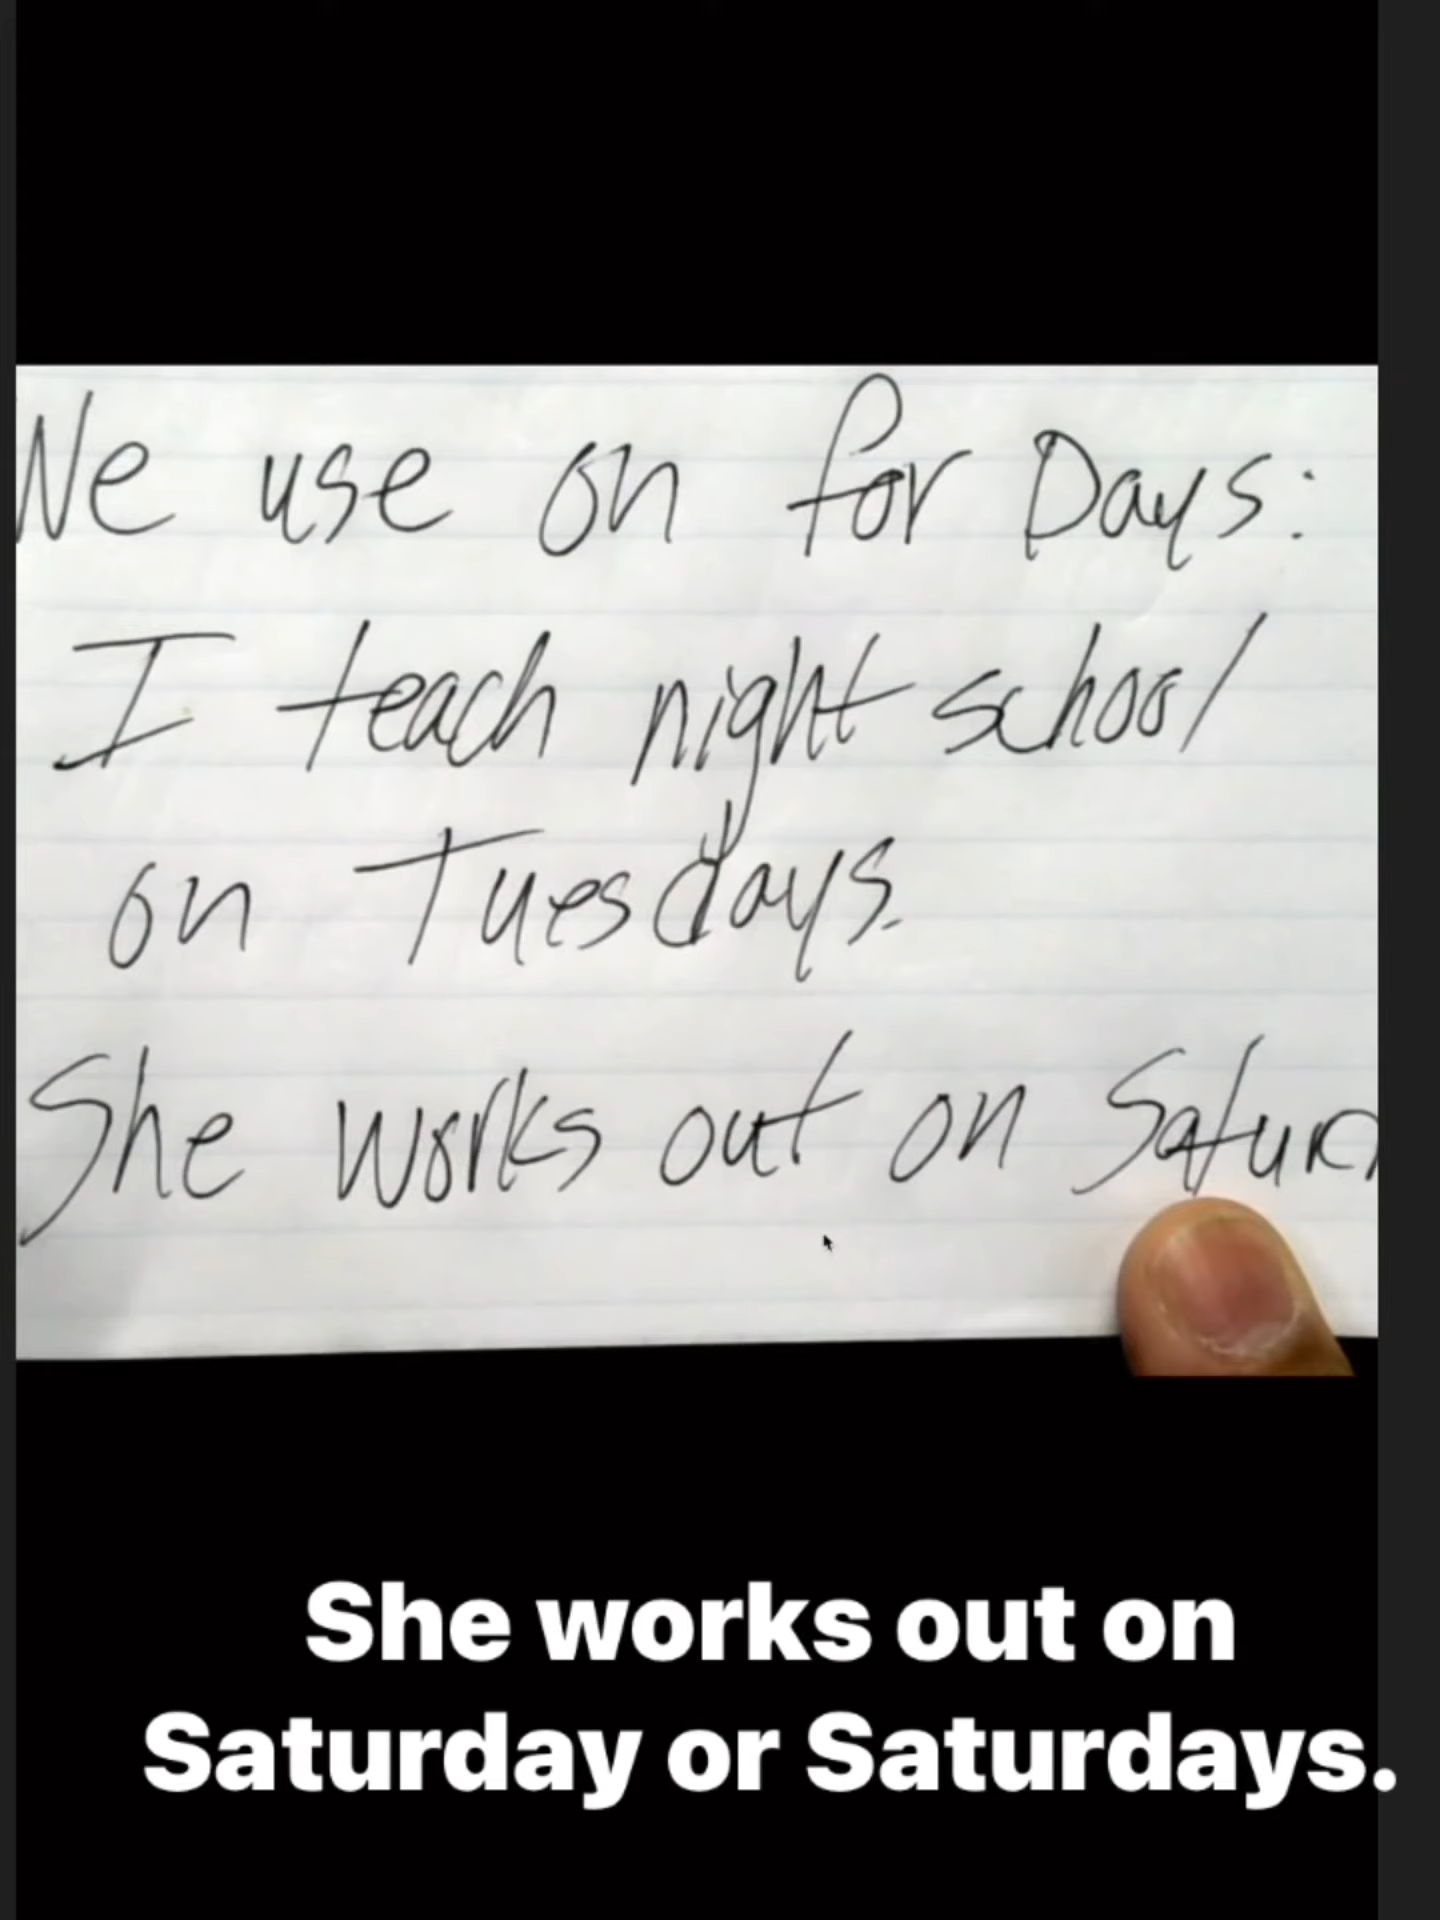 We use on for Days:
I teach night school
on Tuesdays.
She works out on Satur
She works out on
Saturday or Saturdays.